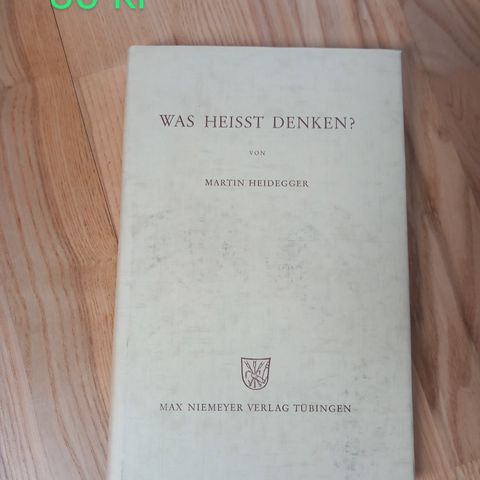 WAS HEISST DENKEN?
VON
MARTIN HEIDEGGER
MAX NIEMEYER VERLAG TÜBINGEN